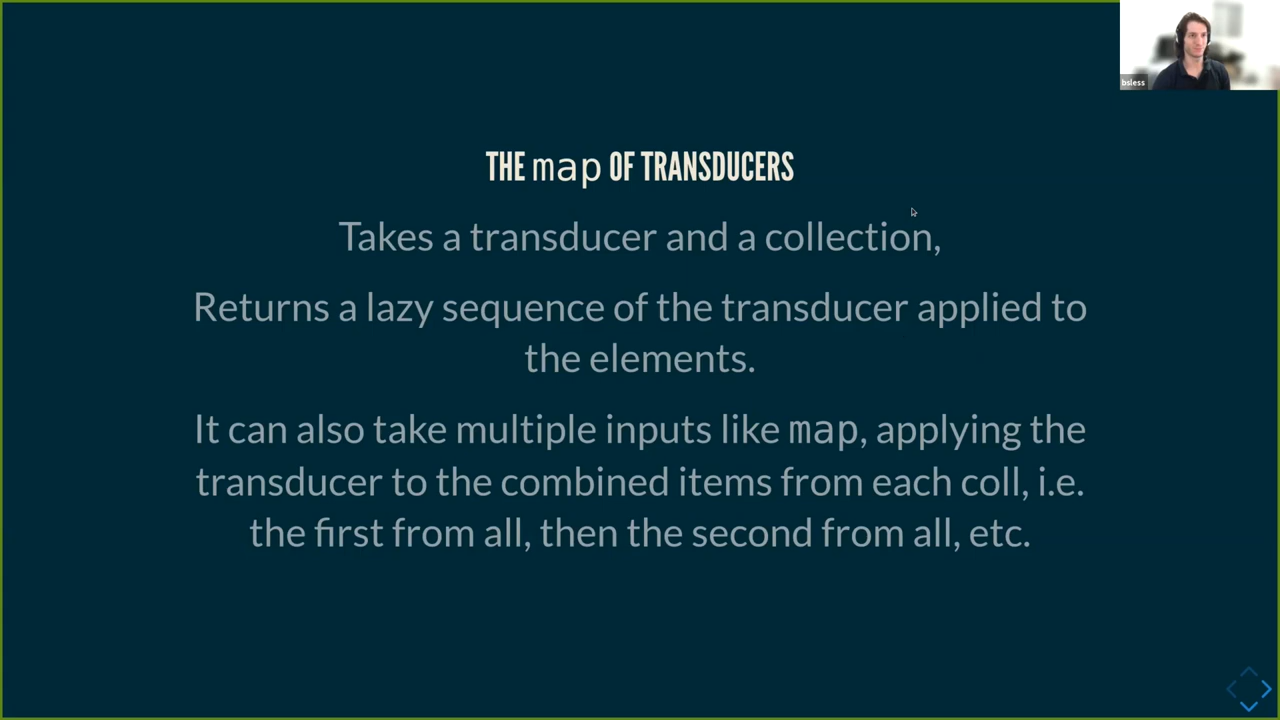 bsless
THE map OF TRANSDUCERS
Takes a transducer and a collection,
Returns a lazy sequence of the transducer applied to
the elements.
It can also take multiple inputs like map, applying the
transducer to the combined items from each coll, i.e.
the first from all, then the second from all, etc.